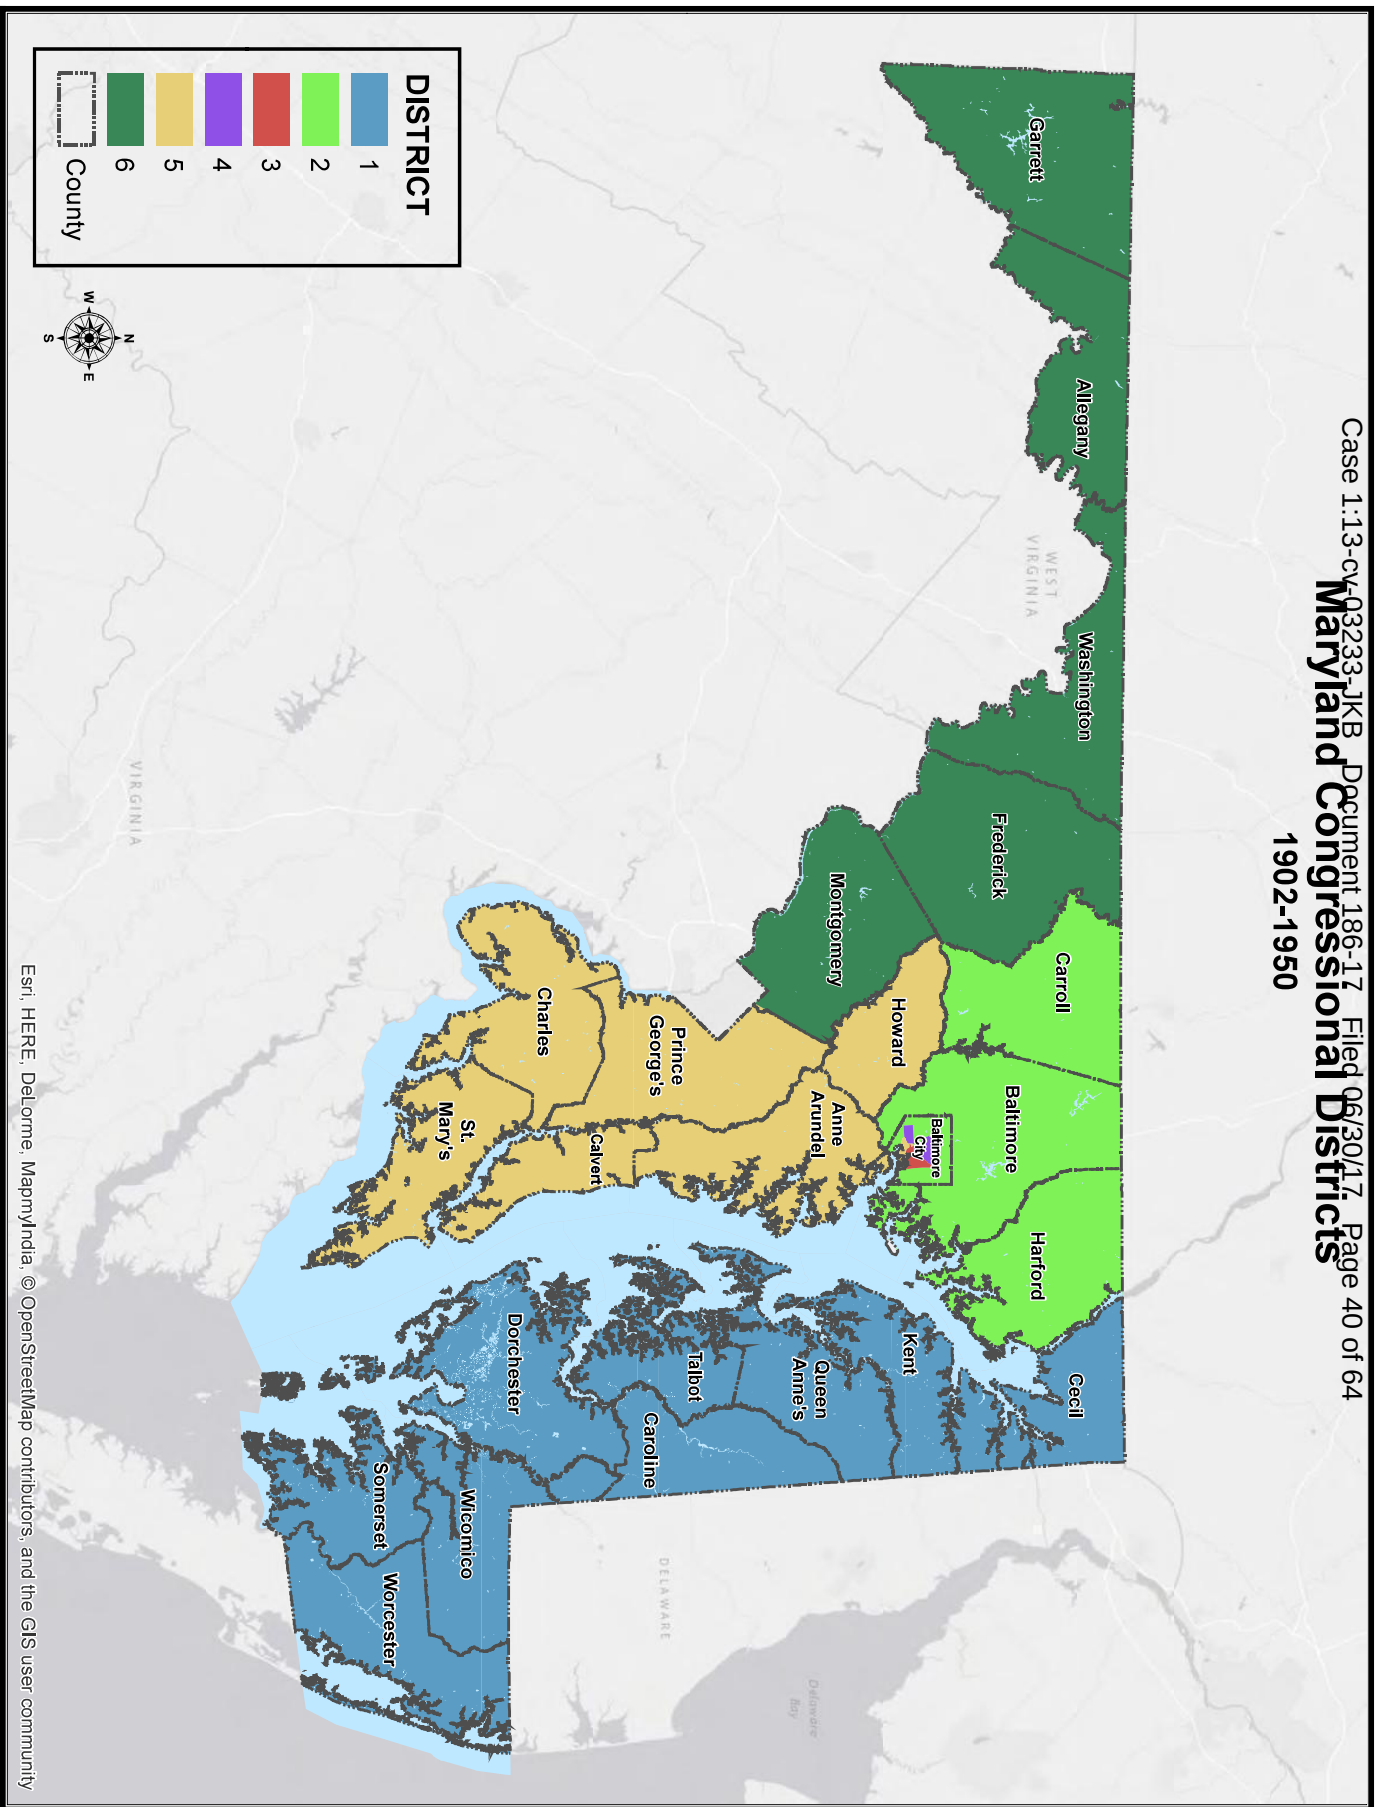 Case 1:13-cv-03233-JKB Document 186-17 Filed 06/30/17 Page 40 of 64
Maryland Congressional Districts
1902-1950
Garrett
Allegany
Washington
Frederick
Carroll
Baltimore
Harford
Cecil
Montgomery
Howard
Baltimore
City
Kent
Anne
Arundel
Queen
Anne's
Prince
George's
Talbot
Caroline
Calvert
Charles
Dorchester
St.
Mary's
Wicomico
Somerset
Worcester
WEST
VIRGINIA
VIRGINIA
DELAWARE
Delaware
Bay
DISTRICT
1
2
3
4
5
6
County
N
W
E
S
Esri, HERE, DeLorme, MapmyIndia, © OpenStreetMap contributors, and the GIS user community